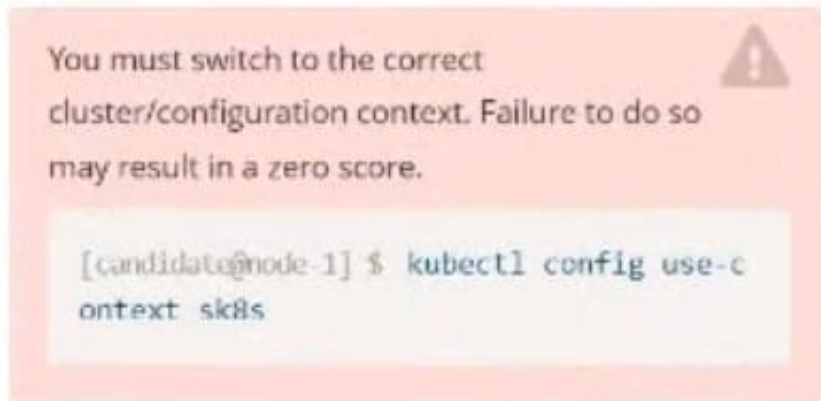 You must switch to the correct
cluster/configuration context. Failure to do so
may result in a zero score.
[candidate@node-1] $ kubectl config use-c
ontext sk8s